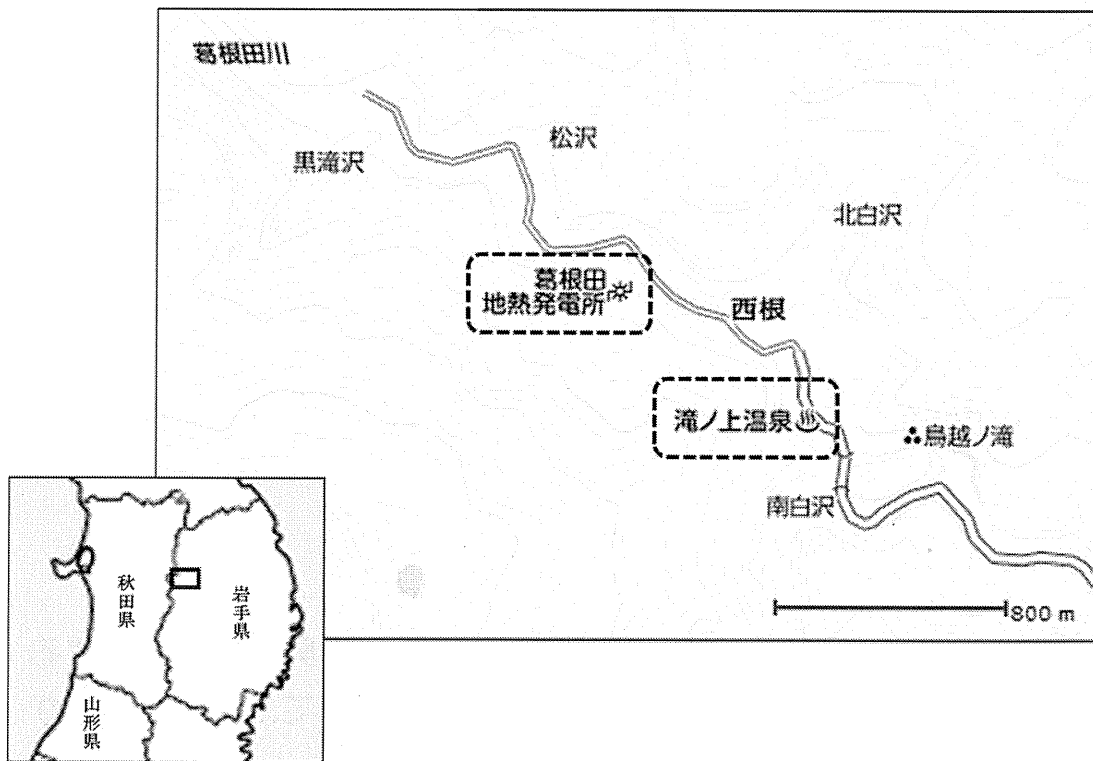 葛根田川
松沢
黒滝沢
北白沢
葛根田
地熱発電所
西根
滝ノ上温泉
鳥越ノ滝
南白沢
800 m
秋田県
岩手県
山形県